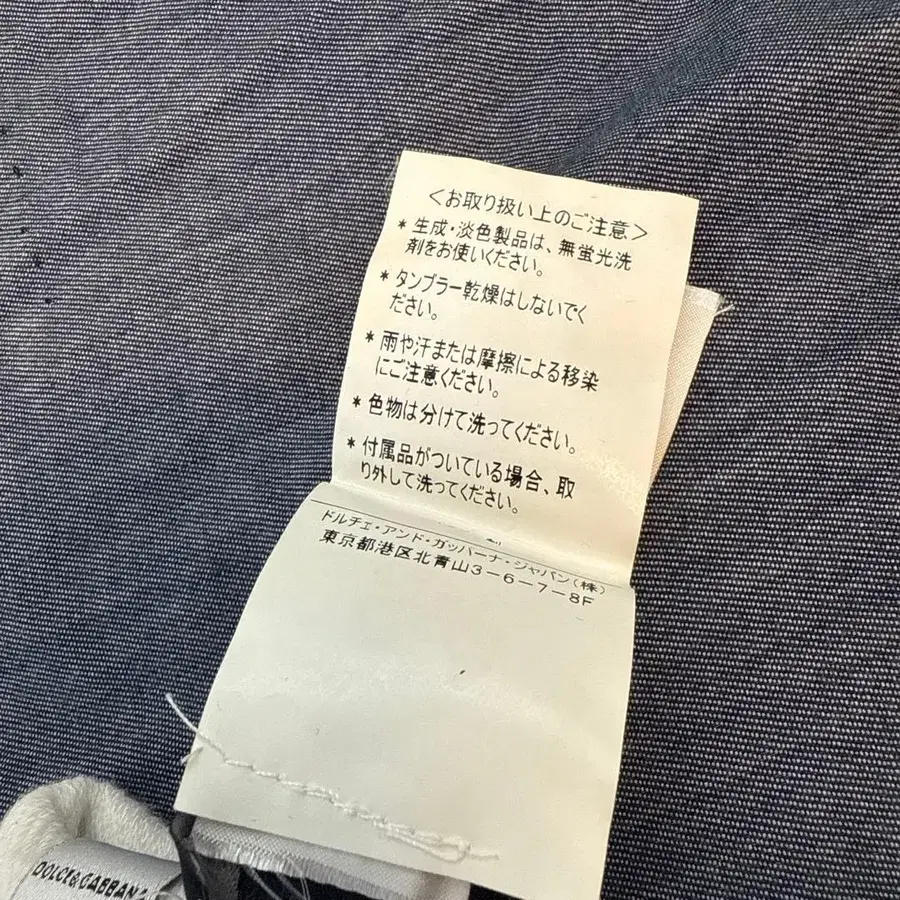 <お取り扱い上のご注意>
* 生成・淡色製品は、無蛍光洗
剤をお使いください。
* タンブラー乾燥はしないでく
ださい。
* 雨や汗または摩擦による移染
にご注意ください。
* 色物は分けて洗ってください。
* 付属品がついている場合、取
り外して洗ってください。
ドルチェ・アンド・ガッバーナ・ジャパン(株)
東京都港区北青山3-6-7-8F
DOLCE&GABBANA